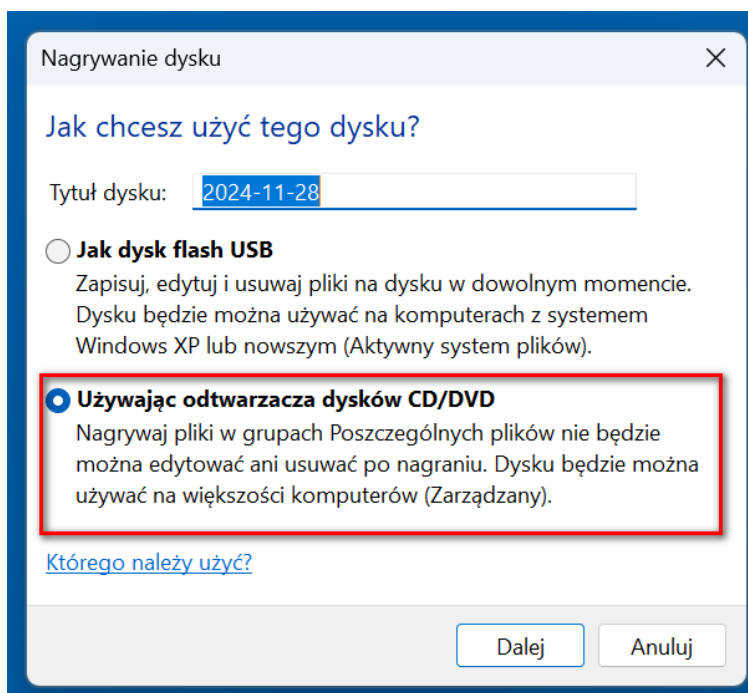 Nagrywanie dysku
Jak chcesz użyć tego dysku?
Tytuł dysku: 2024-11-28
Jak dysk flash USB
Zapisuj, edytuj i usuwaj pliki na dysku w dowolnym momencie.
Dysku będzie można używać na komputerach z systemem
Windows XP lub nowszym (Aktywny system plików).
Używając odtwarzacza dysków CD/DVD
Nagrywaj pliki w grupach Poszczególnych plików nie będzie
można edytować ani usuwać po nagraniu. Dysku będzie można
używać na większości komputerów (Zarządzany).
Którego należy użyć?
Dalej Anuluj